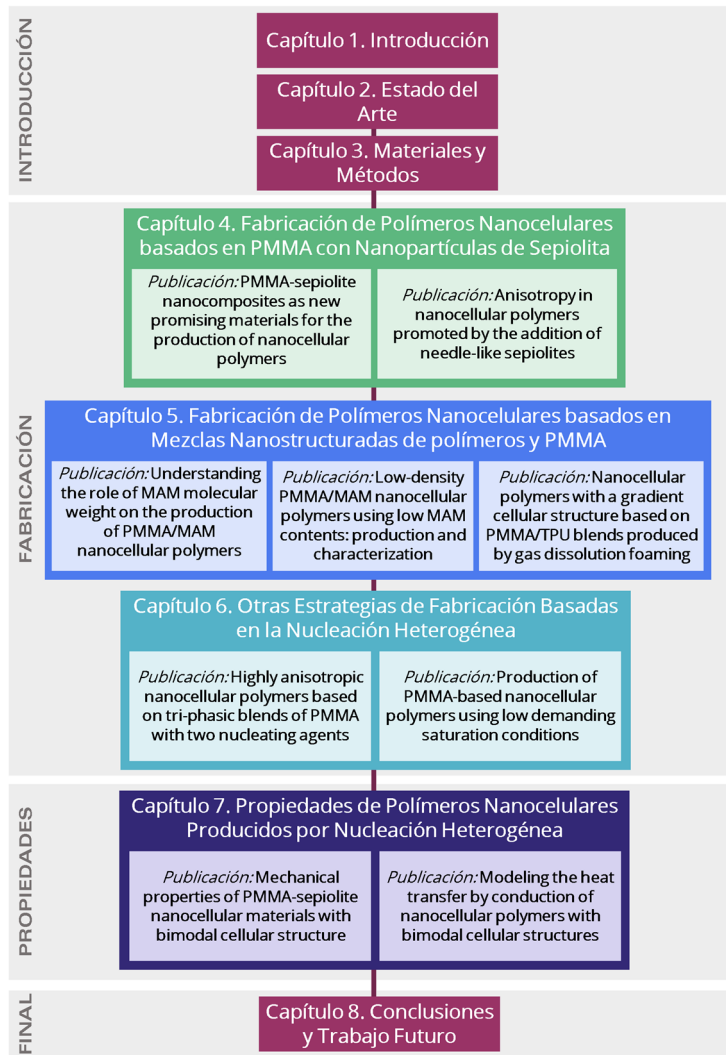 INTRODUCCIÓN
Capítulo 1. Introducción
Capítulo 2. Estado del
Arte
Capítulo 3. Materiales y
Métodos
FABRICACIÓN
Capítulo 4. Fabricación de Polímeros Nanocelulares
basados en PMMA con Nanopartículas de Sepiolita
Publicación: PMMA-sepiolite
nanocomposites as new
promising materials for the
production of nanocellular
polymers
Publicación: Anisotropy in
nanocellular polymers
promoted by the addition of
needle-like sepiolites
Capítulo 5. Fabricación de Polímeros Nanocelulares basados en
Mezclas Nanostructuradas de polímeros y PMMA
Publicación: Understanding
the role of MAM molecular
weight on the production
of PMMA/MAM
nanocellular polymers
Publicación: Low-density
PMMA/MAM nanocellular
polymers using low MAM
contents: production and
characterization
Publicación: Nanocellular
polymers with a gradient
cellular structure based on
PMMA/TPU blends produced
by gas dissolution foaming
Capítulo 6. Otras Estrategias de Fabricación Basadas
en la Nucleación Heterogénea
Publicación: Highly anisotropic
nanocellular polymers based
on tri-phasic blends of PMMA
with two nucleating agents
Publicación: Production of
PMMA-based nanocellular
polymers using low demanding
saturation conditions
PROPIEDADES
Capítulo 7. Propiedades de Polímeros Nanocelulares
Producidos por Nucleación Heterogénea
Publicación: Mechanical
properties of PMMA-sepiolite
nanocellular materials with
bimodal cellular structure
Publicación: Modeling the heat
transfer by conduction of
nanocellular polymers with
bimodal cellular structures
FINAL
Capítulo 8. Conclusiones
y Trabajo Futuro